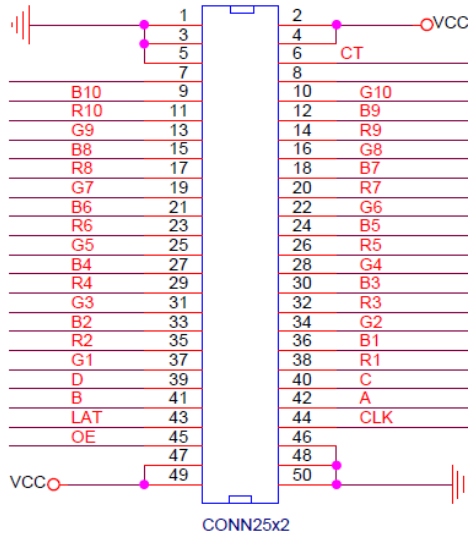 1 2 VCC
3 4
5 6 CT
7 8
B10 9 10 G10
R10 11 12 B9
G9 13 14 R9
B8 15 16 G8
R8 17 18 B7
G7 19 20 R7
B6 21 22 G6
R6 23 24 B5
G5 25 26 R5
B4 27 28 G4
R4 29 30 B3
G3 31 32 R3
B2 33 34 G2
R2 35 36 B1
G1 37 38 R1
D 39 40 C
B 41 42 A
LAT 43 44 CLK
OE 45 46
47 48
VCC 49 50
CONN25x2